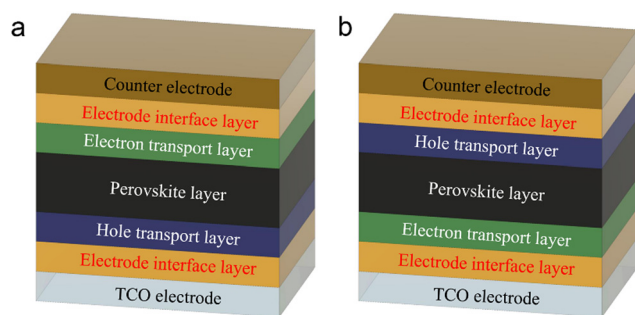 a
Counter electrode
Electrode interface layer
Electron transport layer
Perovskite layer
Hole transport layer
Electrode interface layer
TCO electrode
b
Counter electrode
Electrode interface layer
Hole transport layer
Perovskite layer
Electron transport layer
Electrode interface layer
TCO electrode